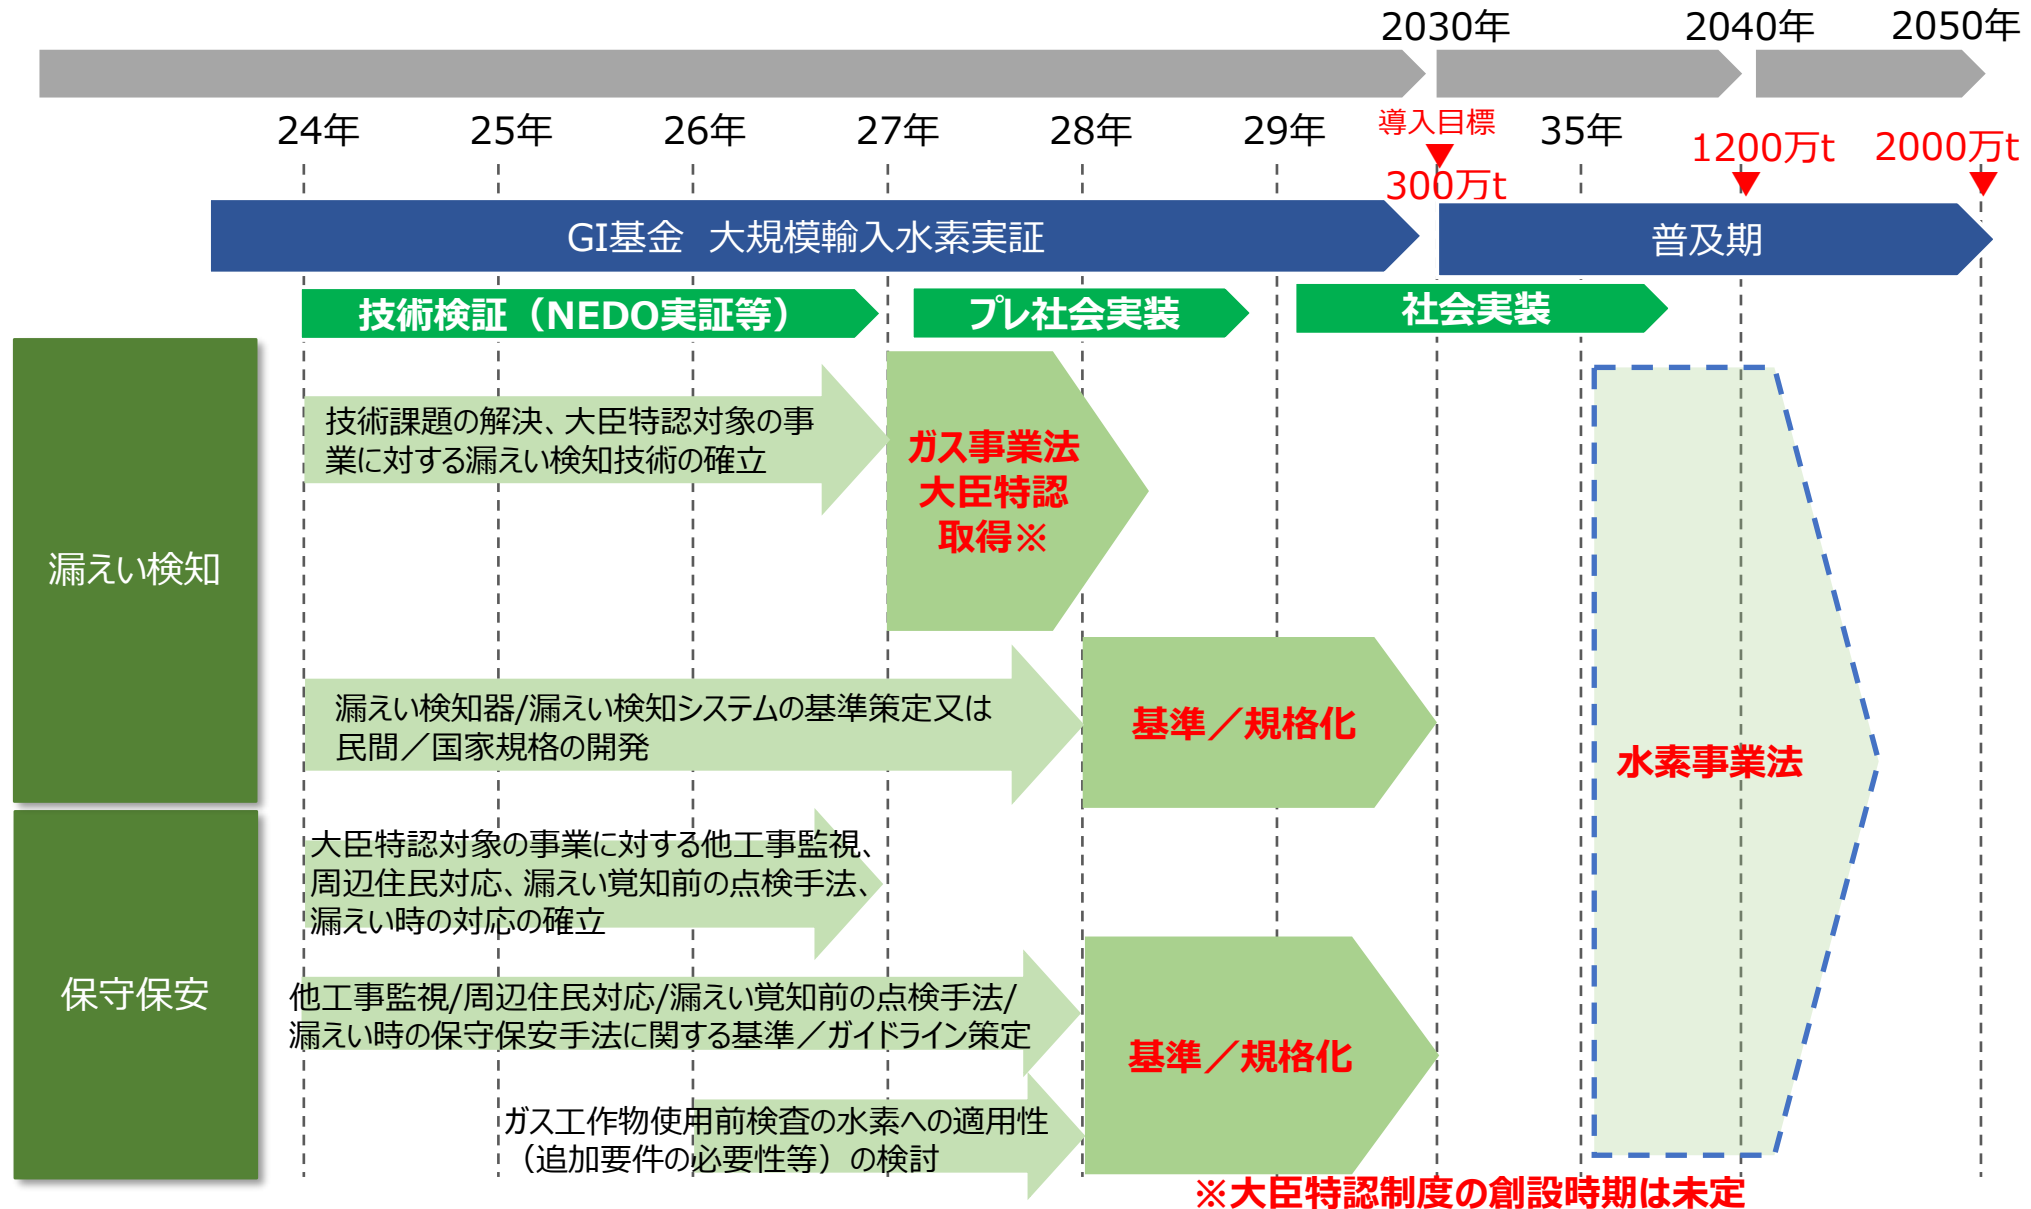 2030年
2040年
2050年
24年
25年
26年
27年
28年
29年
導入目標
300万t
35年
1200万t
2000万t
GI基金　大規模輸入水素実証
普及期
技術検証（NEDO実証等）
プレ社会実装
社会実装
漏えい検知
技術課題の解決、大臣特認対象の事
業に対する漏えい検知技術の確立
ガス事業法
大臣特認
取得※
漏えい検知器/漏えい検知システムの基準策定又は
民間／国家規格の開発
基準／規格化
水素事業法
保守保安
大臣特認対象の事業に対する他工事監視、
周辺住民対応、漏えい覚知前の点検手法、
漏えい時の対応の確立
他工事監視/周辺住民対応/漏えい覚知前の点検手法/
漏えい時の保守保安手法に関する基準／ガイドライン策定
基準／規格化
ガス工作物使用前検査の水素への適用性
（追加要件の必要性等）の検討
※大臣特認制度の創設時期は未定